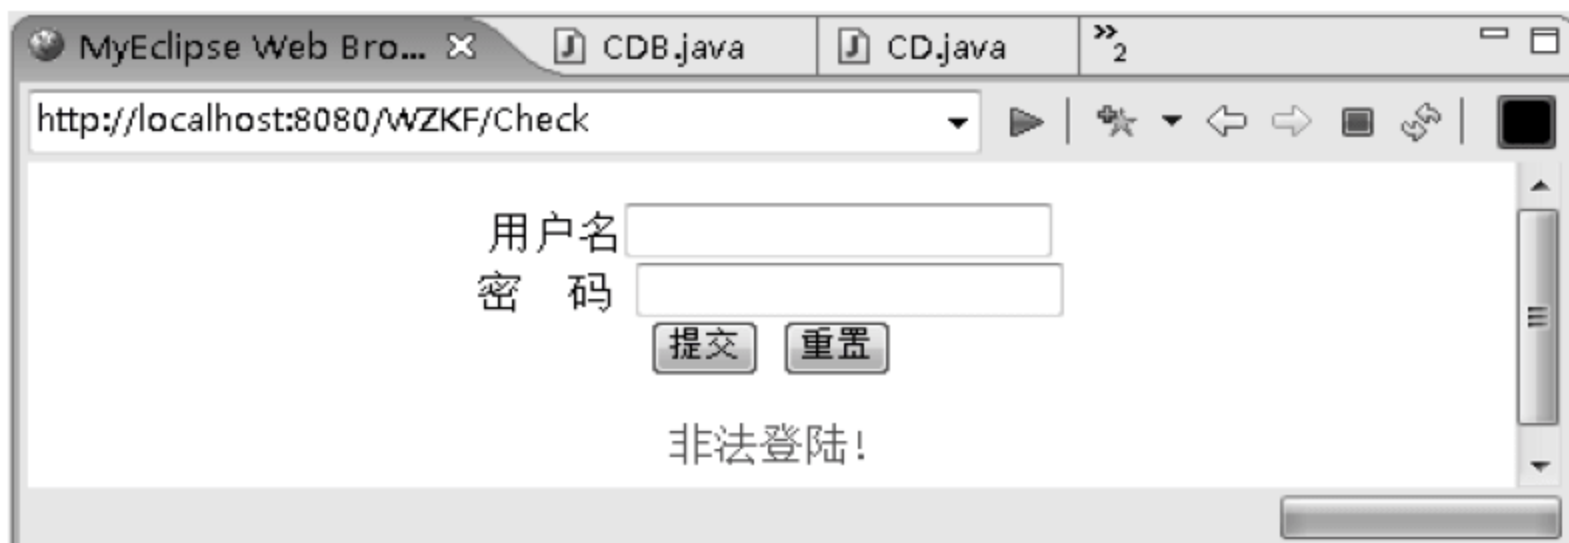 MyEclipse Web Bro... CDB.java CD.java »2
http://localhost:8080/WZKF/Check
用户名
密 码
提交 重置
非法登陆!